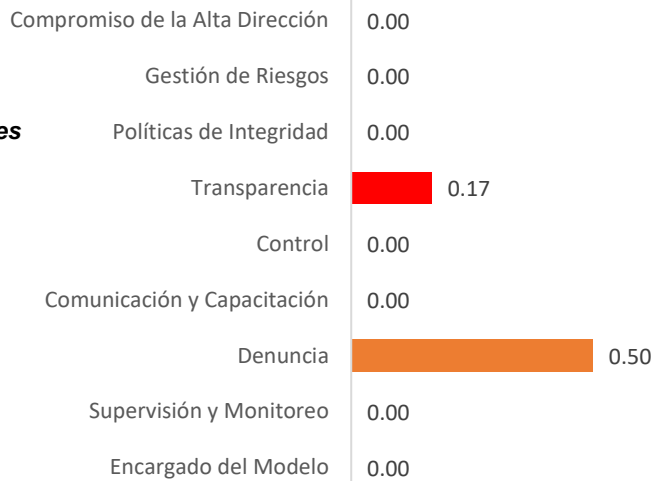 Compromiso de la Alta Dirección 0.00
Gestión de Riesgos 0.00
es Políticas de Integridad 0.00
Transparencia 0.17
Control 0.00
Comunicación y Capacitación 0.00
Denuncia 0.50
Supervisión y Monitoreo 0.00
Encargado del Modelo 0.00